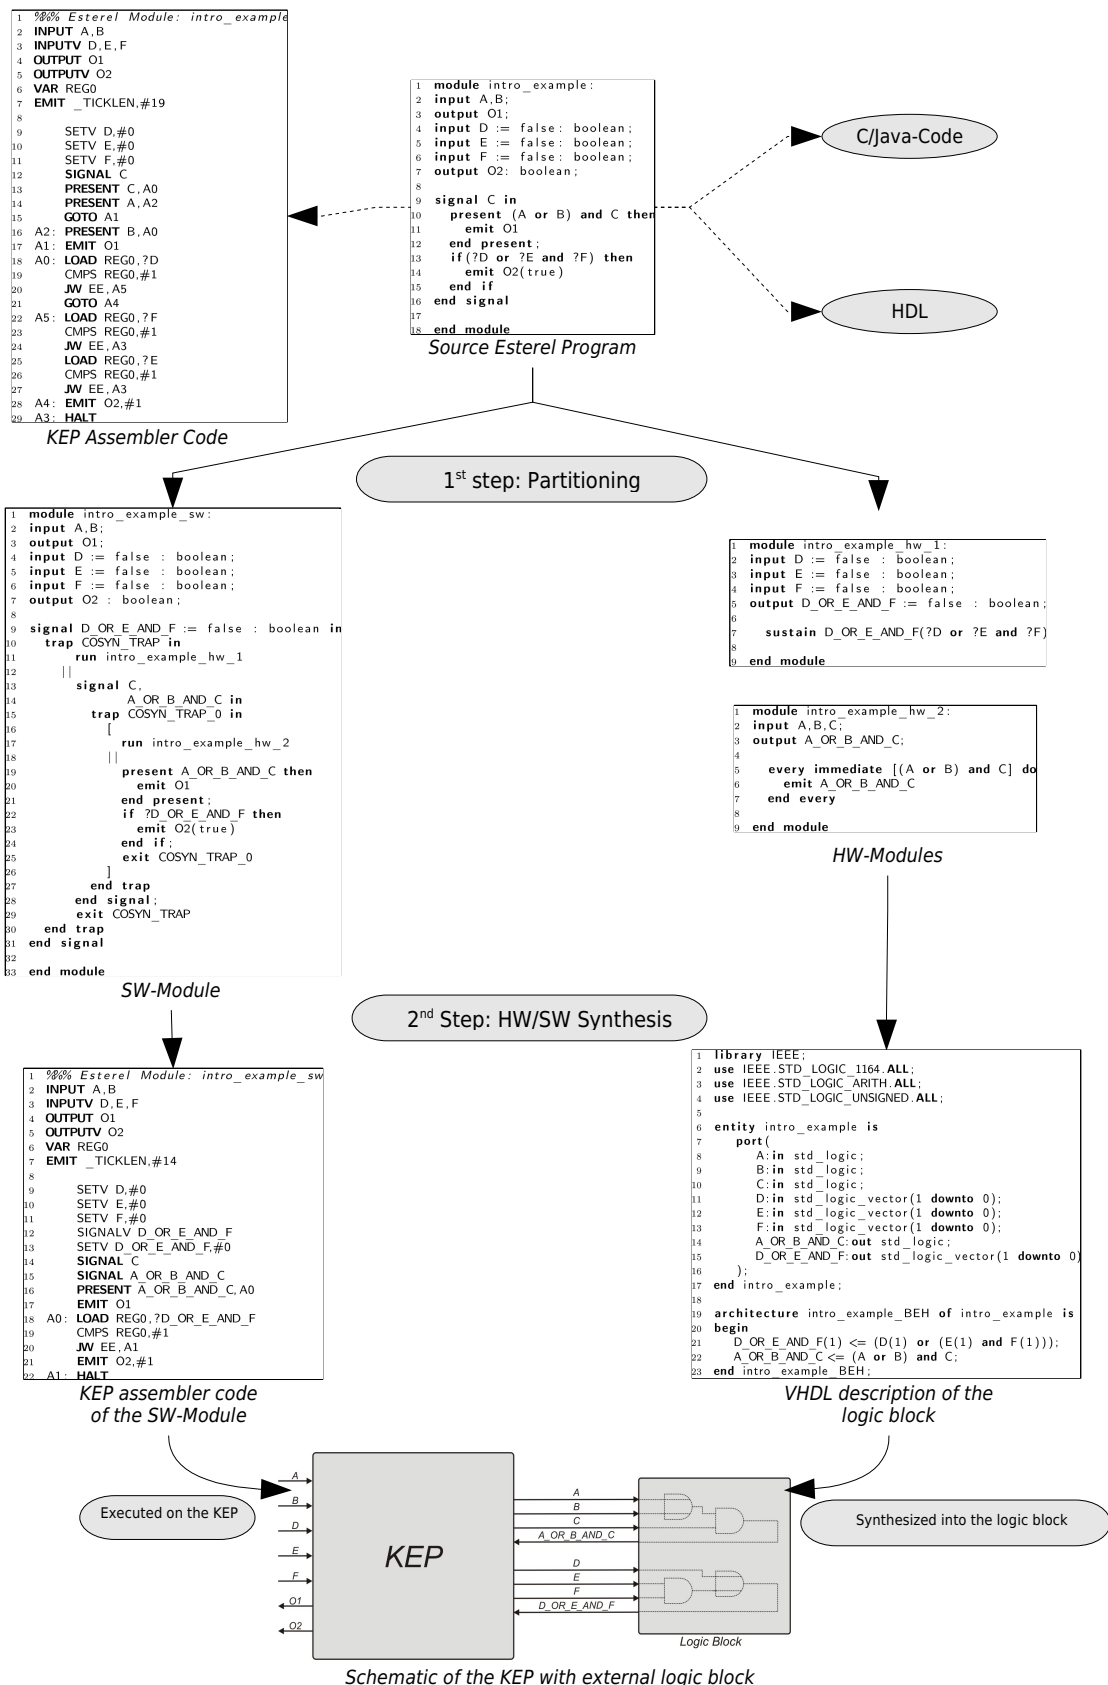 1 %%% Esterel Module: intro_example
2 INPUT A,B
3 INPUTV D,E,F
4 OUTPUT O1
5 OUTPUTV O2
6 VAR REG0
7 EMIT _TICKLEN,#19
8
9 SETV D,#0
10 SETV E,#0
11 SETV F,#0
12 SIGNAL C
13 PRESENT C,A0
14 PRESENT A,A2
15 GOTO A1
16 A2: PRESENT B,A0
17 A1: EMIT O1
18 A0: LOAD REG0,?D
19 CMPS REG0,#1
20 JW EE,A5
21 GOTO A4
22 A5: LOAD REG0,?F
23 CMPS REG0,#1
24 JW EE,A3
25 LOAD REG0,?E
26 CMPS REG0,#1
27 JW EE,A3
28 A4: EMIT O2,#1
29 A3: HALT
KEP Assembler Code
1 module intro_example:
2 input A,B;
3 output O1;
4 input D := false: boolean;
5 input E := false: boolean;
6 input F := false: boolean;
7 output O2: boolean;
8
9 signal C in
10 present (A or B) and C then
11 emit O1
12 end present;
13 if(?D or ?E and ?F) then
14 emit O2(true)
15 end if
16 end signal
17
18 end module
Source Esterel Program
C/Java-Code
HDL
1st step: Partitioning
1 module intro_example_sw:
2 input A,B;
3 output O1;
4 input D := false : boolean;
5 input E := false : boolean;
6 input F := false : boolean;
7 output O2 : boolean;
8
9 signal D_OR_E_AND_F := false : boolean in
10 trap COSYN_TRAP in
11 run intro_example_hw_1
12 ||
13 signal C,
14 A_OR_B_AND_C in
15 trap COSYN_TRAP_0 in
16 [
17 run intro_example_hw_2
18 ||
19 present A_OR_B_AND_C then
20 emit O1
21 end present;
22 if ?D_OR_E_AND_F then
23 emit O2(true)
24 end if;
25 exit COSYN_TRAP_0
26 ]
27 end trap
28 end signal;
29 exit COSYN_TRAP
30 end trap
31 end signal
32
33 end module
SW-Module
1 module intro_example_hw_1:
2 input D := false : boolean;
3 input E := false : boolean;
4 input F := false : boolean;
5 output D_OR_E_AND_F := false : boolean;
6
7 sustain D_OR_E_AND_F(?D or ?E and ?F)
8
9 end module
1 module intro_example_hw_2:
2 input A,B,C;
3 output A_OR_B_AND_C;
4
5 every immediate [(A or B) and C] do
6 emit A_OR_B_AND_C
7 end every
8
9 end module
HW-Modules
2nd Step: HW/SW Synthesis
1 %%% Esterel Module: intro_example_sw
2 INPUT A,B
3 INPUTV D,E,F
4 OUTPUT O1
5 OUTPUTV O2
6 VAR REG0
7 EMIT _TICKLEN,#14
8
9 SETV D,#0
10 SETV E,#0
11 SETV F,#0
12 SIGNALV D_OR_E_AND_F
13 SETV D_OR_E_AND_F,#0
14 SIGNAL C
15 SIGNAL A_OR_B_AND_C
16 PRESENT A_OR_B_AND_C,A0
17 EMIT O1
18 A0: LOAD REG0,?D_OR_E_AND_F
19 CMPS REG0,#1
20 JW EE,A1
21 EMIT O2,#1
22 A1: HALT
KEP assembler code
of the SW-Module
1 library IEEE;
2 use IEEE.STD_LOGIC_1164.ALL;
3 use IEEE.STD_LOGIC_ARITH.ALL;
4 use IEEE.STD_LOGIC_UNSIGNED.ALL;
5
6 entity intro_example is
7 port(
8 A:in std_logic;
9 B:in std_logic;
10 C:in std_logic;
11 D:in std_logic_vector(1 downto 0);
12 E:in std_logic_vector(1 downto 0);
13 F:in std_logic_vector(1 downto 0);
14 A_OR_B_AND_C:out std_logic;
15 D_OR_E_AND_F:out std_logic_vector(1 downto 0)
16 );
17 end intro_example;
18
19 architecture intro_example_BEH of intro_example is
20 begin
21 D_OR_E_AND_F(1) <= (D(1) or (E(1) and F(1)));
22 A_OR_B_AND_C <= (A or B) and C;
23 end intro_example_BEH;
VHDL description of the
logic block
Executed on the KEP
Synthesized into the logic block
A
B
D
E
F
O1
O2
KEP
A
B
C
A_OR_B_AND_C
D
E
F
D_OR_E_AND_F
Logic Block
Schematic of the KEP with external logic block